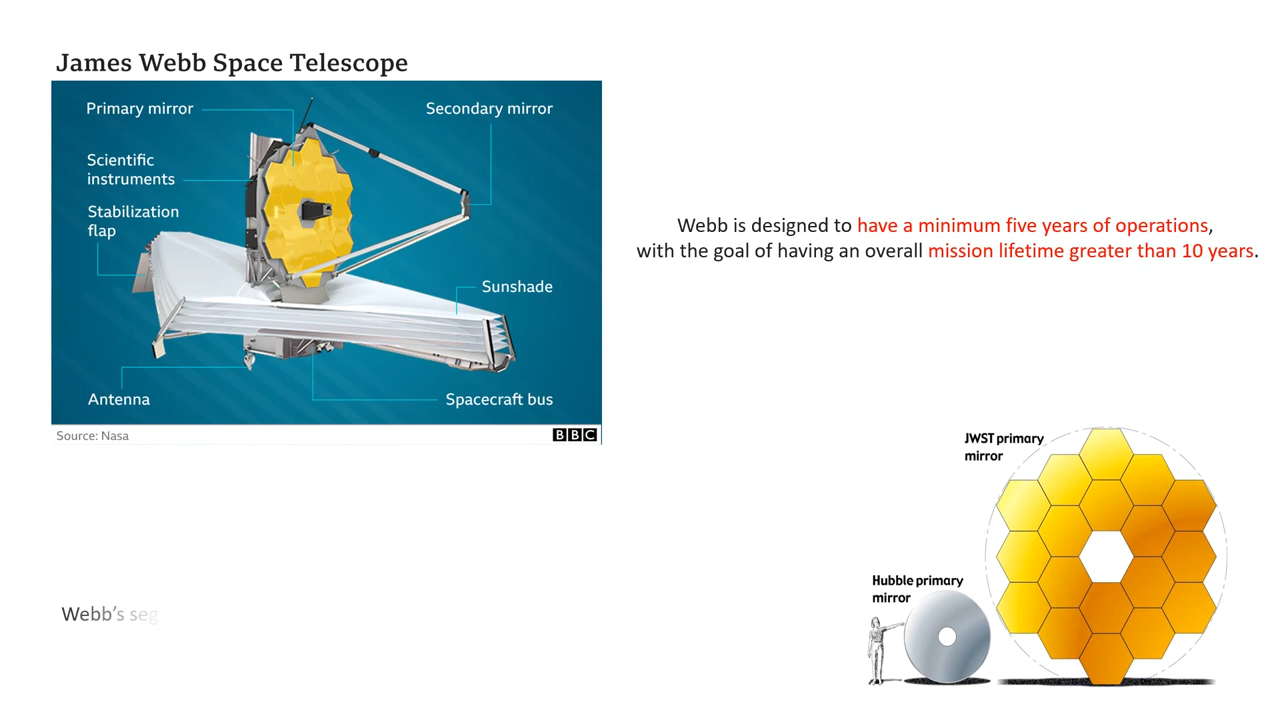 James Webb Space Telescope
Primary mirror
Secondary mirror
Scientific
instruments
Stabilization
flap
Sunshade
Antenna
Spacecraft bus
Source: Nasa
BBC
Webb is designed to have a minimum five years of operations,
with the goal of having an overall mission lifetime greater than 10 years.
JWST primary
mirror
Hubble primary
mirror
Webb's seg